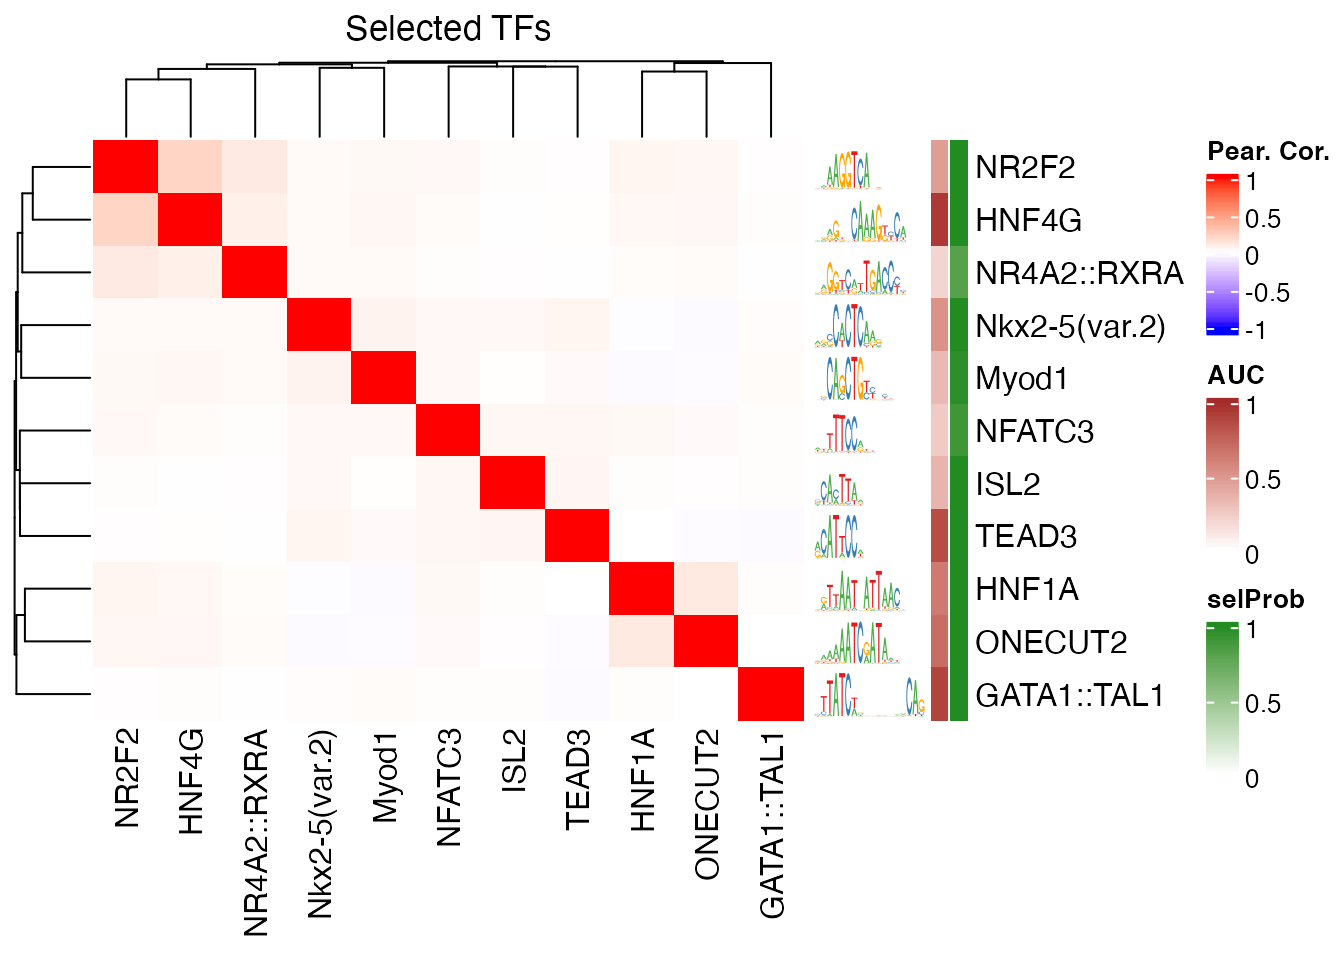 Selected TFs
NR2F2
HNF4G
NR4A2::RXRA
Nkx2-5(var.2)
Myod1
NFATC3
ISL2
TEAD3
HNF1A
ONECUT2
GATA1::TAL1
NR2F2
HNF4G
NR4A2::RXRA
Nkx2-5(var.2)
Myod1
NFATC3
ISL2
TEAD3
HNF1A
ONECUT2
GATA1::TAL1
Pear. Cor.
1
0.5
0
-0.5
-1
AUC
1
0.5
0
selProb
1
0.5
0